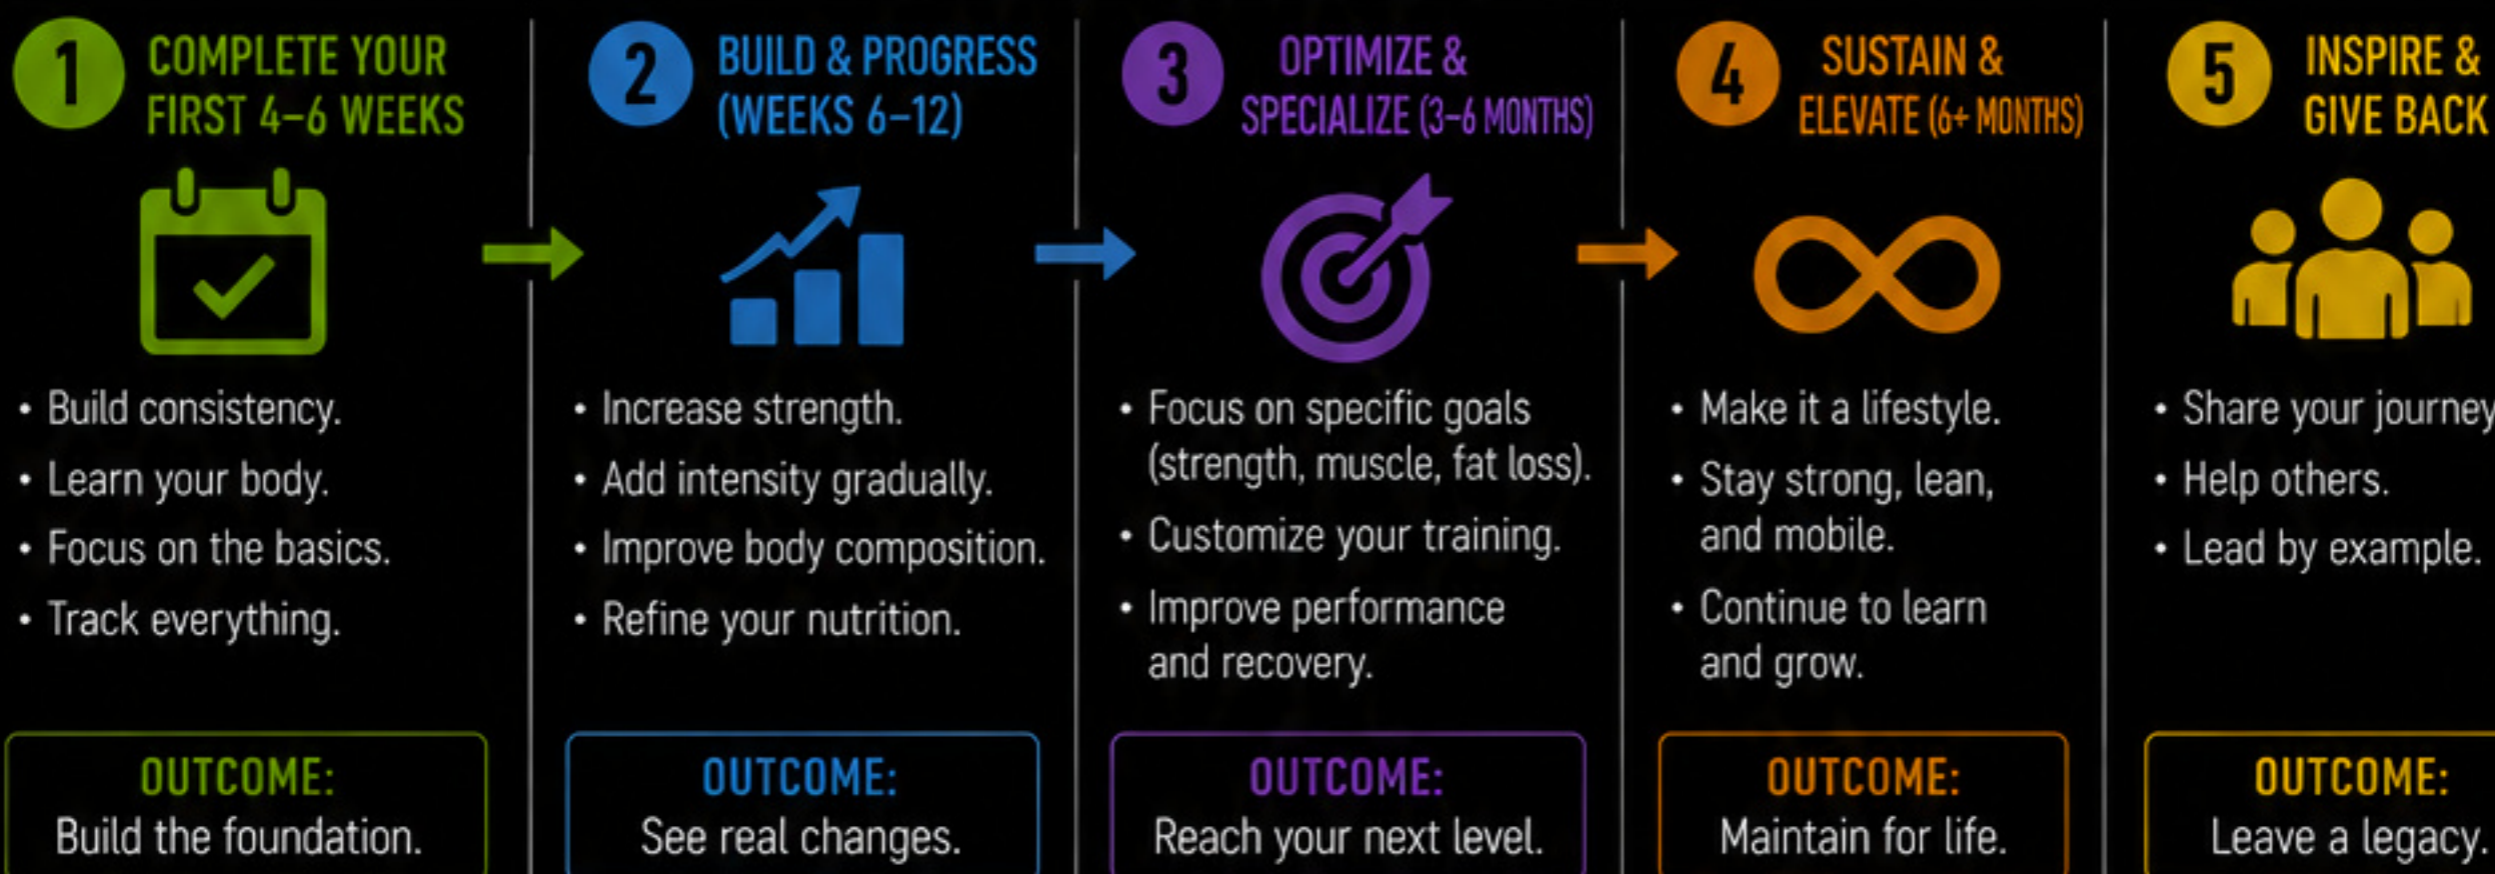 1
COMPLETE YOUR
FIRST 4–6 WEEKS
• Build consistency.
• Learn your body.
• Focus on the basics.
• Track everything.
OUTCOME:
Build the foundation.
2
BUILD & PROGRESS
(WEEKS 6–12)
• Increase strength.
• Add intensity gradually.
• Improve body composition.
• Refine your nutrition.
OUTCOME:
See real changes.
3
OPTIMIZE &
SPECIALIZE (3–6 MONTHS)
• Focus on specific goals
(strength, muscle, fat loss).
• Customize your training.
• Improve performance
and recovery.
OUTCOME:
Reach your next level.
4
SUSTAIN &
ELEVATE (6+ MONTHS)
• Make it a lifestyle.
• Stay strong, lean,
and mobile.
• Continue to learn
and grow.
OUTCOME:
Maintain for life.
5
INSPIRE &
GIVE BACK
• Share your journey
• Help others.
• Lead by example.
OUTCOME:
Leave a legacy.